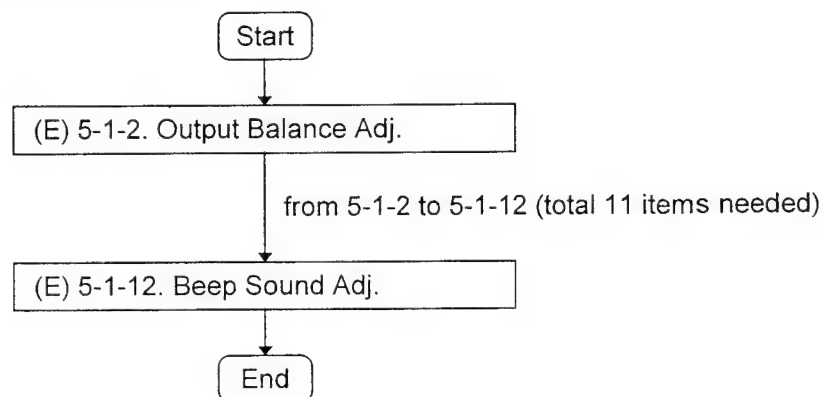 Start
(E) 5-1-2. Output Balance Adj.
from 5-1-2 to 5-1-12 (total 11 items needed)
(E) 5-1-12. Beep Sound Adj.
End